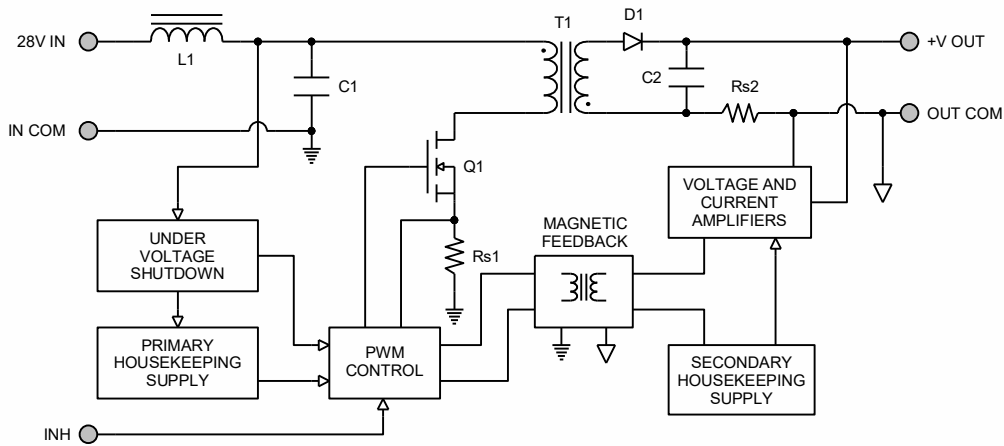 T1
D1
28V IN
+V OUT
L1
C1
C2
Rs2
IN COM
OUT COM
Q1
VOLTAGE AND
CURRENT
AMPLIFIERS
MAGNETIC
FEEDBACK
UNDER
VOLTAGE
SHUTDOWN
Rs1
PRIMARY
HOUSEKEEPING
SUPPLY
PWM
CONTROL
SECONDARY
HOUSEKEEPING
SUPPLY
INH